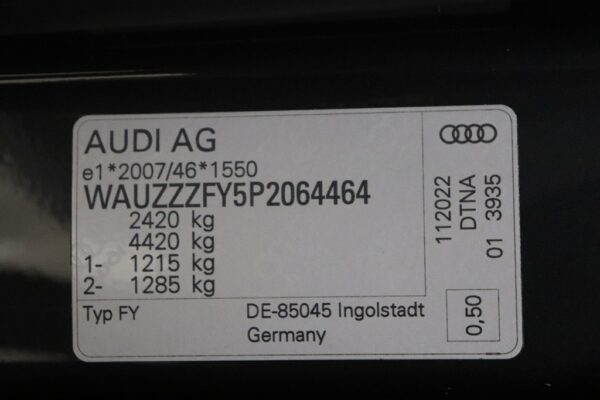 AUDI AG
e1*2007/46*1550
WAUZZZFY5P2064464
2420 kg
4420 kg
1- 1215 kg
2- 1285 kg
Typ FY
DE-85045 Ingolstadt
Germany
112022
DTNA
01 3935
0,50